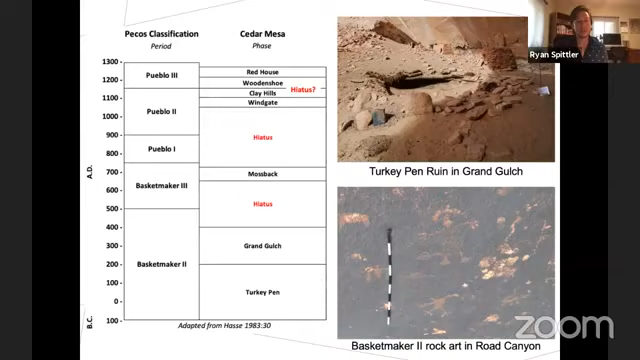 Pecos Classification
Period
Cedar Mesa
Phase
1300 -
1200 -
1100 -
1000 -
900 -
800 -
700 -
600 -
500 -
400 -
300 -
200 -
100 -
0 -
100 -
A.D.
B.C.
Pueblo III
Pueblo II
Pueblo I
Basketmaker III
Basketmaker II
Red House
Woodenshoe
Hiatus?
Clay Hills
Windgate
Hiatus
Mossback
Hiatus
Grand Gulch
Turkey Pen
Adapted from Hasse 1983:30
Turkey Pen Ruin in Grand Gulch
Basketmaker II rock art in Road Canyon
Ryan Spittler
zoom